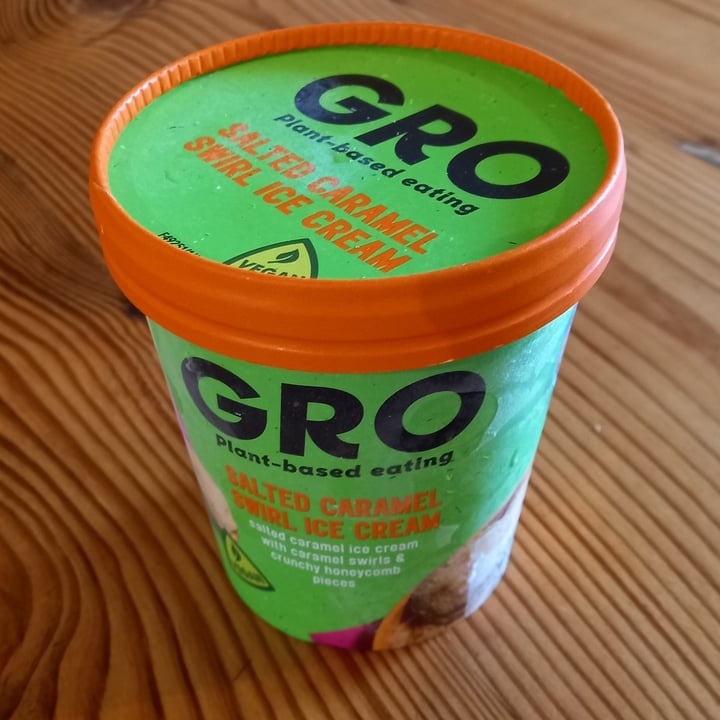 GRO
Plant-based eating
SALTED CARAMEL
SWIRL ICE CREAM
VEGAN
GRO
Plant-based eating
SALTED CARAMEL
SWIRL ICE CREAM
salted caramel ice cream
with caramel swirls &
crunchy honeycomb
pieces